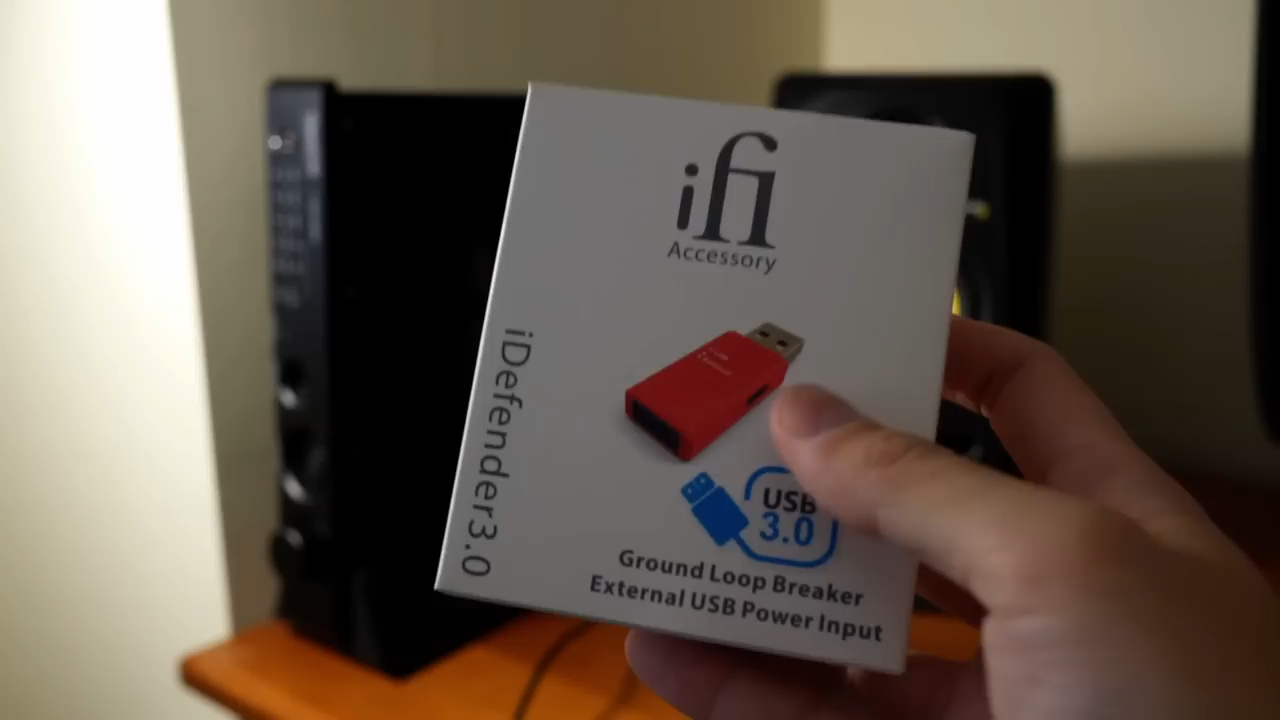 ifi
Accessory
iDefender3.0
USB
3.0
Ground Loop Breaker
External USB Power Input